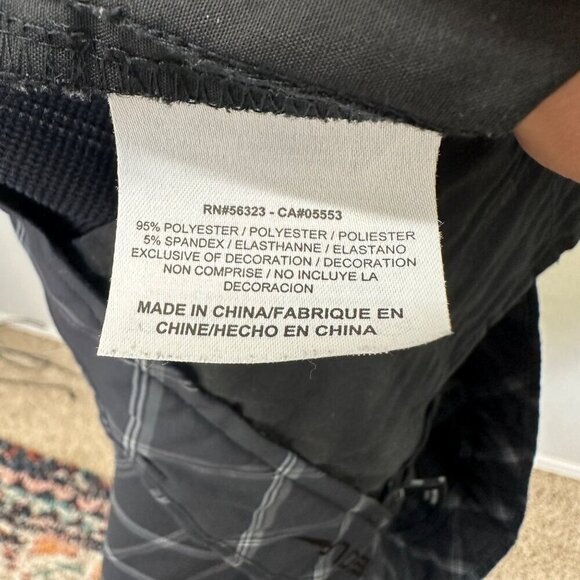 RN#56323 - CA#05553
95% POLYESTER / POLYESTER / POLIESTER
5% SPANDEX / ELASTHANNE / ELASTANO
EXCLUSIVE OF DECORATION / DECORATION
NON COMPRISE / NO INCLUYE LA
DECORACION
MADE IN CHINA/FABRIQUE EN
CHINE/HECHO EN CHINA